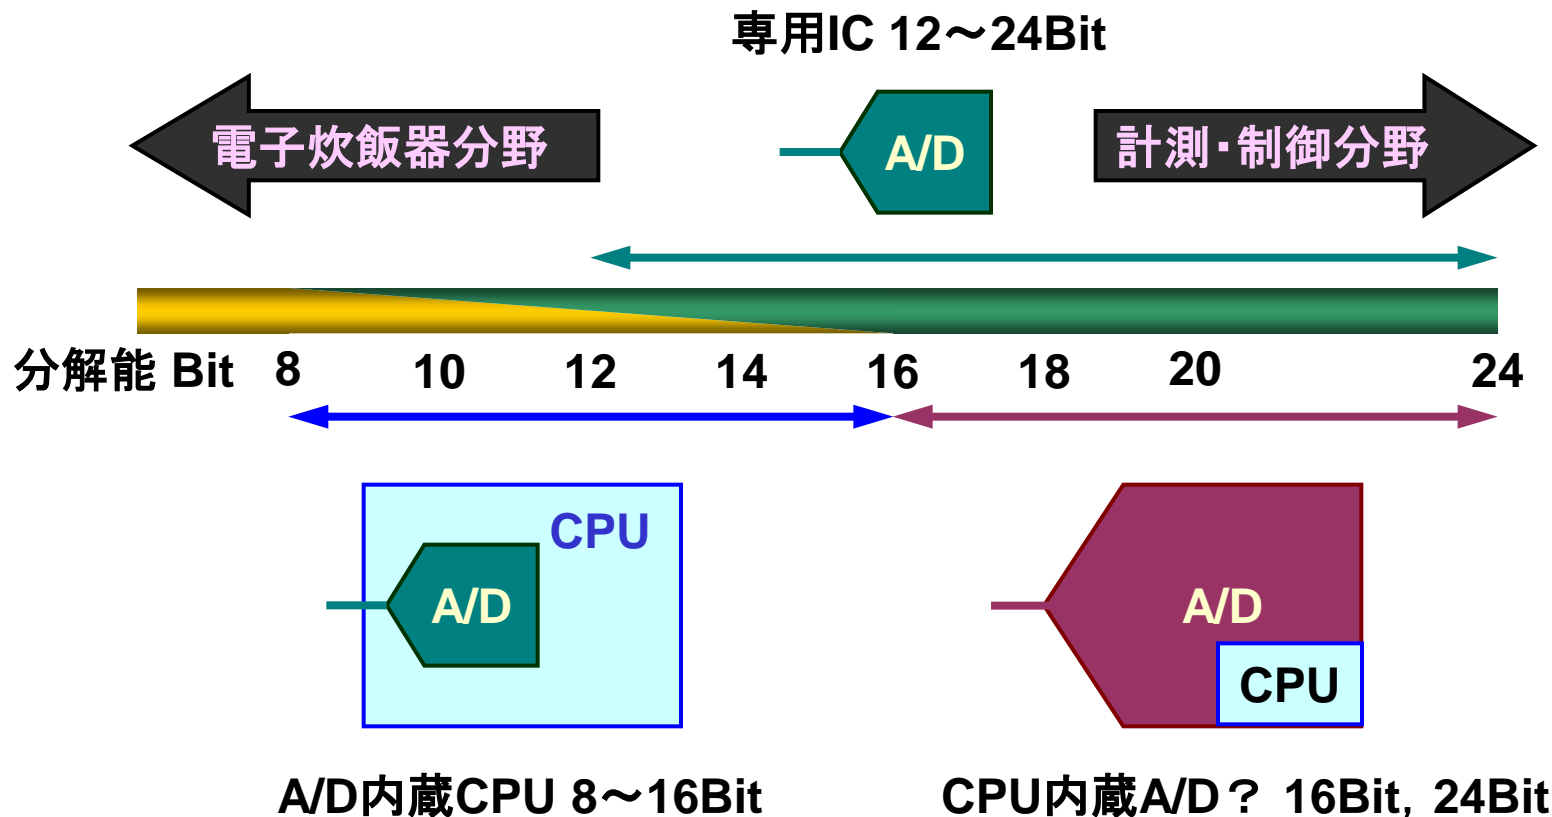 専用IC 12～24Bit
電子炊飯器分野
A/D
計測・制御分野
分解能 Bit 8 10 12 14 16 18 20 24
CPU
A/D
A/D
CPU
A/D内蔵CPU 8～16Bit
CPU内蔵A/D？ 16Bit, 24Bit